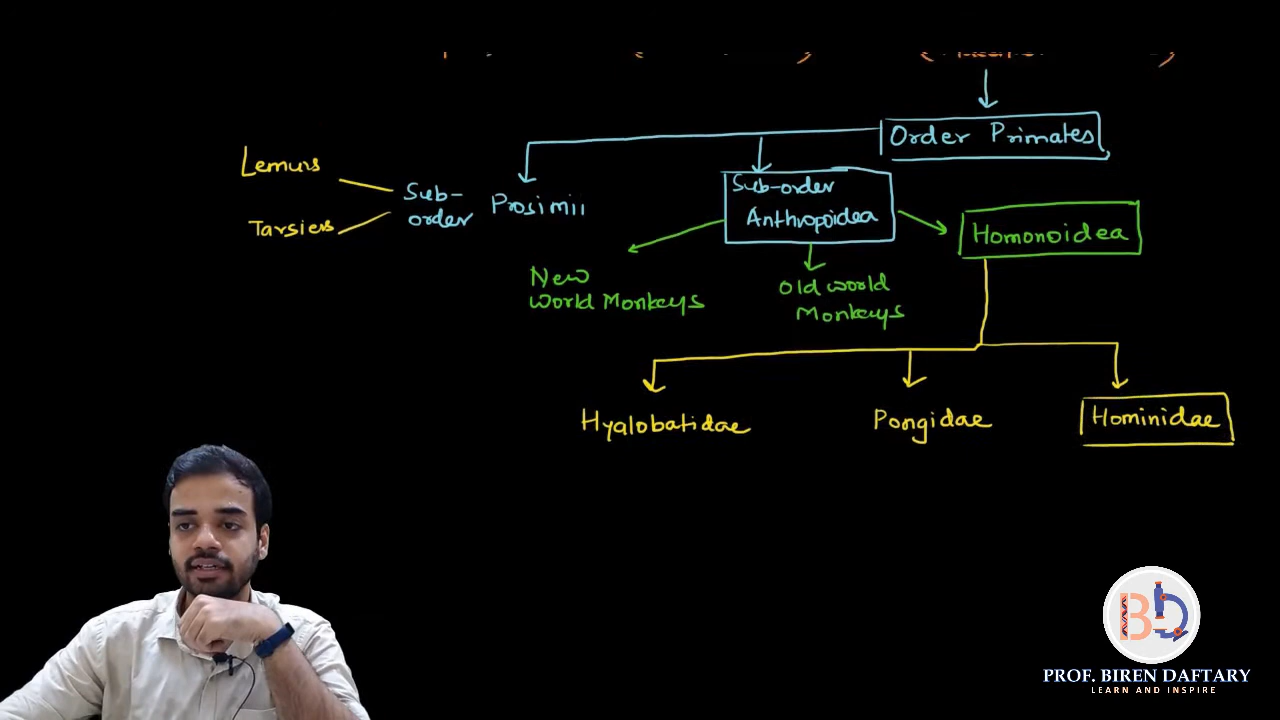 Order Primates
Lemurs
Tarsiers
Sub-
order
Prosimii
Sub-order
Anthropoidea
Homonoidea
New
World Monkeys
Old world
Monkeys
Hyalobatidae
Pongidae
Hominidae
BD
PROF. BIREN DAFTARY
LEARN AND INSPIRE